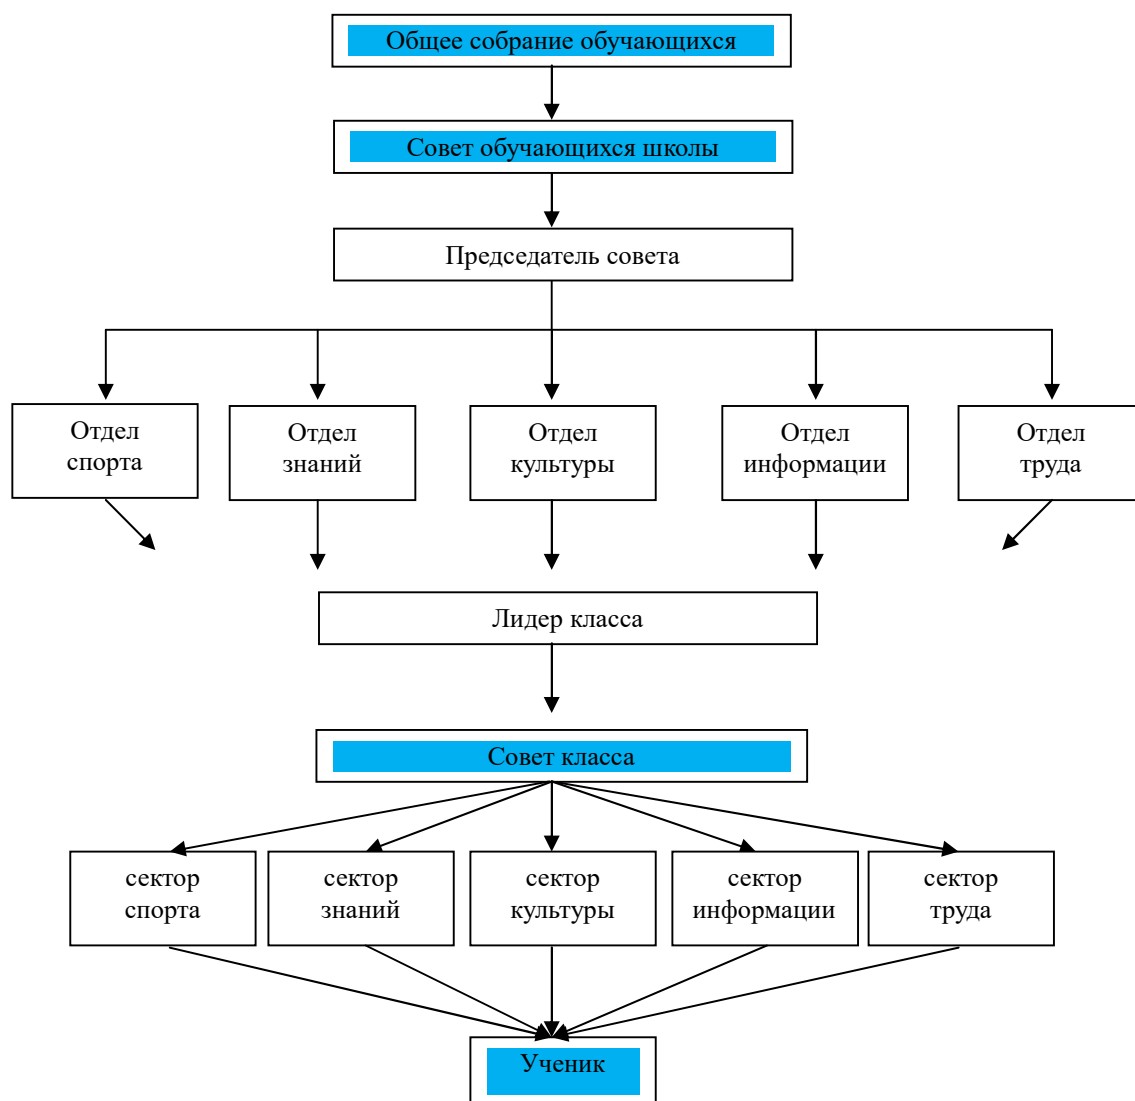 Общее собрание обучающихся
Совет обучающихся школы
Председатель совета
Отдел
спорта
Отдел
знаний
Отдел
культуры
Отдел
информации
Отдел
труда
Лидер класса
Совет класса
сектор
спорта
сектор
знаний
сектор
культуры
сектор
информации
сектор
труда
Ученик